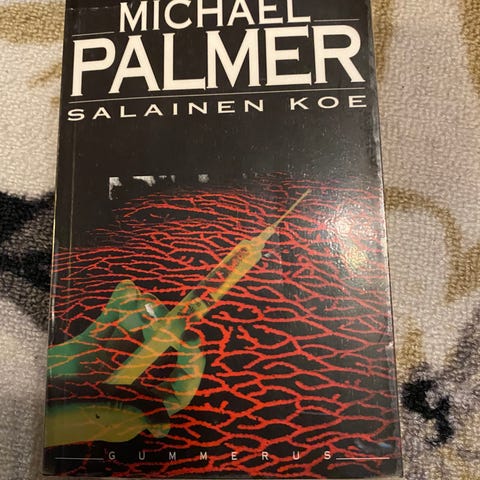 MICHAEL
PALMER
SALAINEN KOE
GUMMERUS